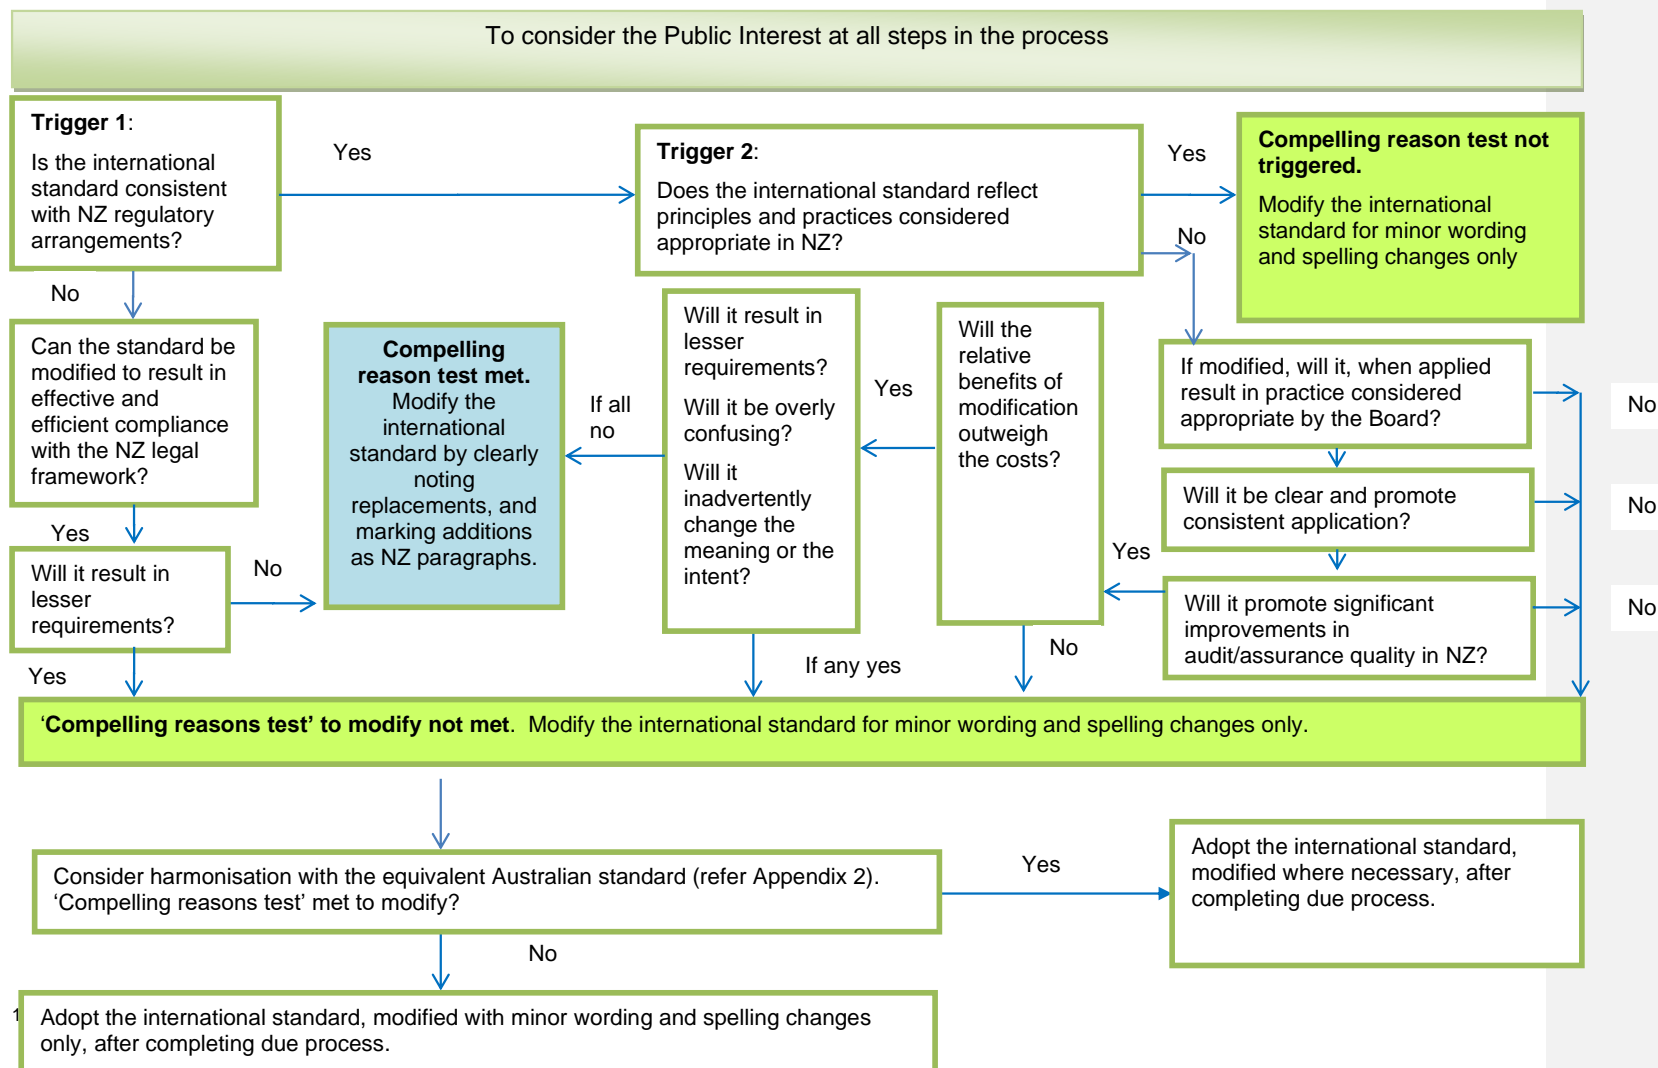 To consider the Public Interest at all steps in the process
Trigger 1:
Is the international
standard consistent
with NZ regulatory
arrangements?
Yes
Trigger 2:
Does the international standard reflect
principles and practices considered
appropriate in NZ?
Yes
No
Compelling reason test not
triggered.
Modify the international
standard for minor wording
and spelling changes only
No
Can the standard be
modified to result in
effective and
efficient compliance
with the NZ legal
framework?
Yes
Will it result in
lesser
requirements?
No
Yes
Compelling
reason test met.
Modify the
international
standard by clearly
noting
replacements, and
marking additions
as NZ paragraphs.
If all
no
Will it result in
lesser
requirements?
Will it be overly
confusing?
Will it
inadvertently
change the
meaning or the
intent?
If any yes
Yes
Will the
relative
benefits of
modification
outweigh
the costs?
No
Yes
If modified, will it, when applied
result in practice considered
appropriate by the Board?
No
Will it be clear and promote
consistent application?
No
Will it promote significant
improvements in
audit/assurance quality in NZ?
No
‘Compelling reasons test’ to modify not met. Modify the international standard for minor wording and spelling changes only.
Consider harmonisation with the equivalent Australian standard (refer Appendix 2).
‘Compelling reasons test’ met to modify?
Yes
Adopt the international standard,
modified where necessary, after
completing due process.
No
1
Adopt the international standard, modified with minor wording and spelling changes
only, after completing due process.